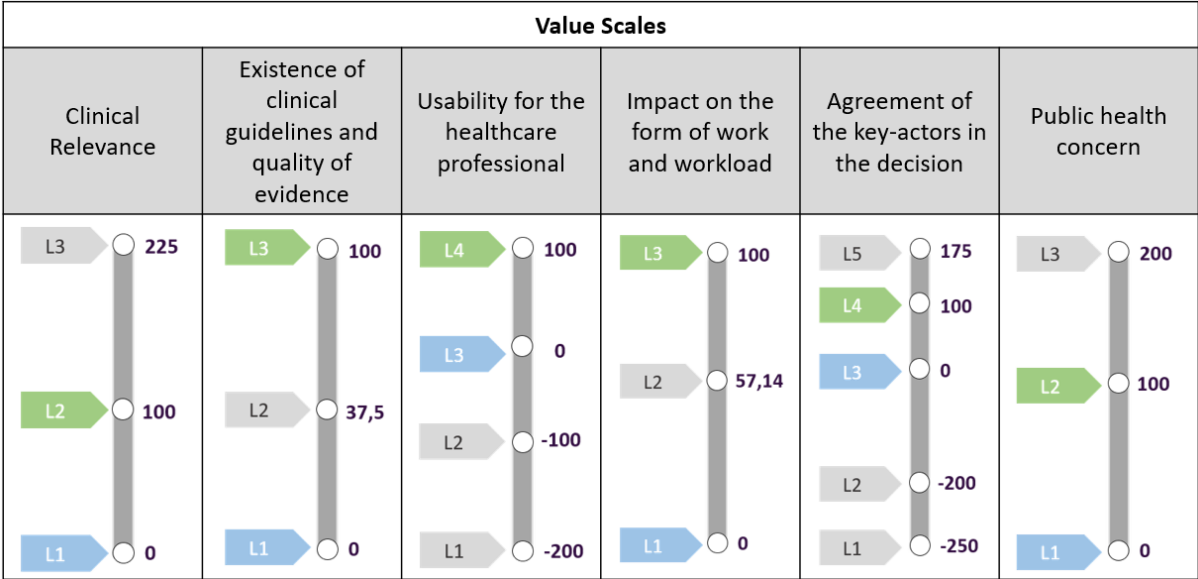 Value Scales
Clinical
Relevance
Existence of
clinical
guidelines and
quality of
evidence
Usability for the
healthcare
professional
Impact on the
form of work
and workload
Agreement of
the key-actors in
the decision
Public health
concern
L3 225
L2 100
L1 0
L3 100
L2 37,5
L1 0
L4 100
L3 0
L2 -100
L1 -200
L3 100
L2 57,14
L1 0
L5 175
L4 100
L3 0
L2 -200
L1 -250
L3 200
L2 100
L1 0